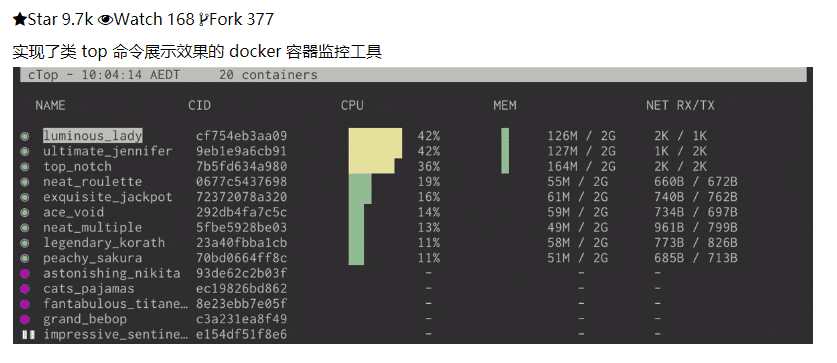 Star 9.7k Watch 168 Fork 377
实现了类 top 命令展示效果的 docker 容器监控工具
cTop - 10:04:14 AEDT 20 containers
NAME CID CPU MEM NET RX/TX
luminous_lady cf754eb3aa09 42% 126M / 2G 2K / 1K
ultimate_jennifer 9eb1e9a6cb91 42% 127M / 2G 1K / 2K
top_notch 7b5fd634a980 36% 164M / 2G 2K / 2K
neat_roulette 0677c5437698 19% 55M / 2G 660B / 672B
exquisite_jackpot 72372078a320 16% 61M / 2G 740B / 762B
ace_void 292db4fa7c5c 14% 59M / 2G 734B / 697B
neat_multiple 5fbe5928be03 13% 49M / 2G 961B / 799B
legendary_korath 23a40fbba1cb 11% 58M / 2G 773B / 826B
peachy_sakura 70bd0664ff8c 11% 51M / 2G 685B / 713B
astonishing_nikita 93de62c2b03f - - -
cats_pajamas ec19826bd862 - - -
fantabulous_titane… 8e23ebb7e05f - - -
grand_bebop c3a231ea8f49 - - -
impressive_sentine… e154df51f8e6 - - -